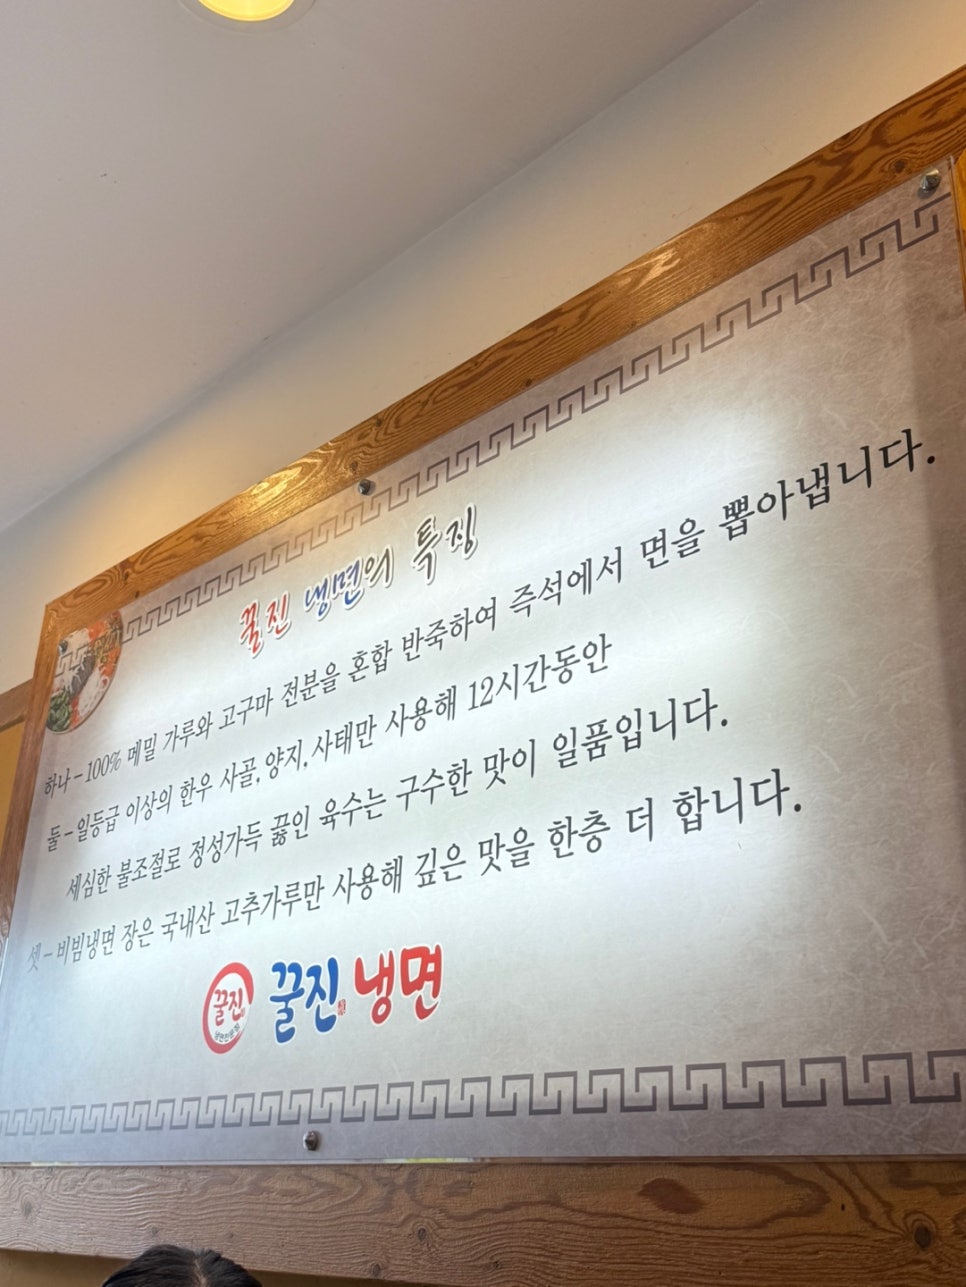 꿀진 냉면의 특징
하나 - 100% 메밀 가루와 고구마 전분을 혼합 반죽하여 즉석에서 면을 뽑아냅니다.
둘 - 일등급 이상의 한우 사골, 양지, 사태만 사용해 12시간동안
세심한 불조절로 정성가득 끓인 육수는 구수한 맛이 일품입니다.
셋 - 비빔냉면 장은 국내산 고추가루만 사용해 깊은 맛을 한층 더 합니다.
꿀진
꿀진 냉면